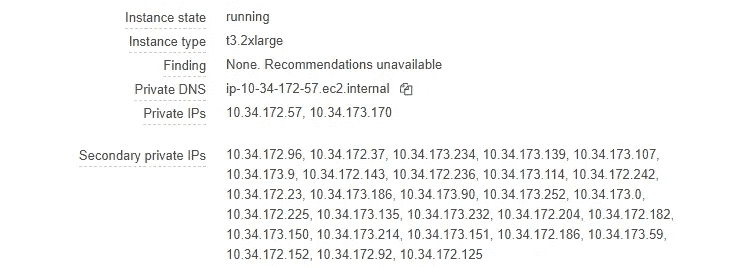 Instance state running
Instance type t3.2xlarge
Finding None. Recommendations unavailable
Private DNS ip-10-34-172-57.ec2.internal
Private IPs 10.34.172.57, 10.34.173.170
Secondary private IPs 10.34.172.96, 10.34.172.37, 10.34.173.234, 10.34.173.139, 10.34.173.107,
10.34.173.9, 10.34.172.143, 10.34.172.236, 10.34.173.114, 10.34.172.242,
10.34.172.23, 10.34.173.186, 10.34.173.90, 10.34.173.252, 10.34.173.0,
10.34.172.225, 10.34.173.135, 10.34.173.232, 10.34.172.204, 10.34.172.182,
10.34.173.150, 10.34.173.214, 10.34.173.151, 10.34.172.186, 10.34.173.59,
10.34.172.152, 10.34.172.92, 10.34.172.125